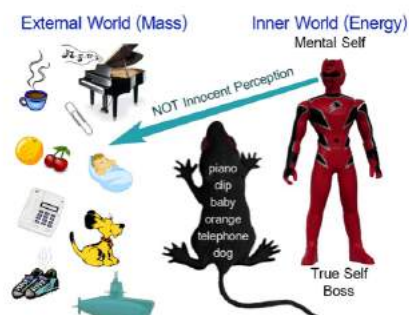 External World (Mass)
Inner World (Energy)
Mental Self
NOT Innocent Perception
piano
clip
baby
orange
telephone
dog
True Self
Boss